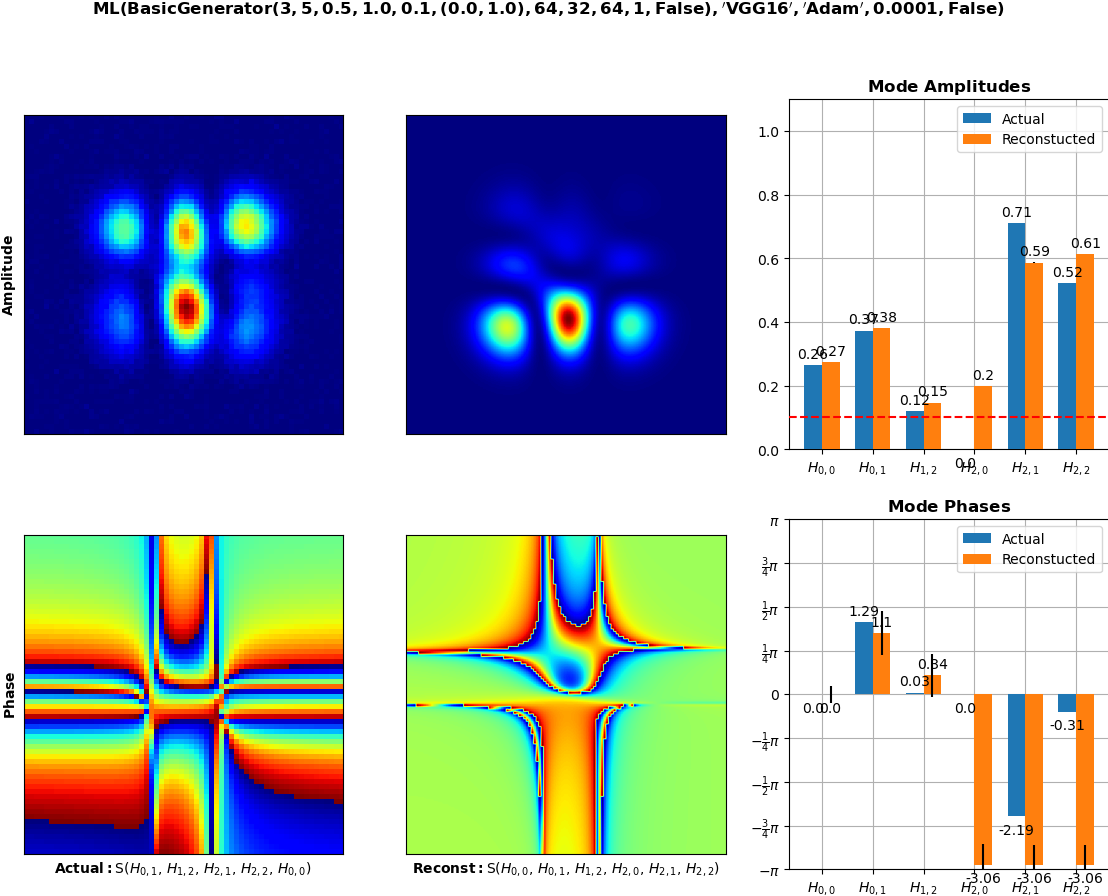 ML(BasicGenerator(3, 5, 0.5, 1.0, 0.1, (0.0, 1.0), 64, 32, 64, 1, False), 'VGG16', 'Adam', 0.0001, False)
Amplitude
Mode Amplitudes
Actual
Reconstucted
1.0
0.8
0.6
0.4
0.2
0.0
0.26
0.27
0.37
0.38
0.12
0.15
0.0
0.2
0.71
0.59
0.52
0.61
H0,0
H0,1
H1,2
H2,0
H2,1
H2,2
Phase
Actual: S(H0,1, H1,2, H2,1, H2,2, H0,0)
Reconst: S(H0,0, H0,1, H1,2, H2,0, H2,1, H2,2)
Mode Phases
Actual
Reconstucted
π
3/4π
1/2π
1/4π
0
−1/4π
−1/2π
−3/4π
−π
0.0
0.0
1.29
1.1
0.03
0.34
0.0
-3.06
-2.19
-3.06
-0.31
-3.06
H0,0
H0,1
H1,2
H2,0
H2,1
H2,2